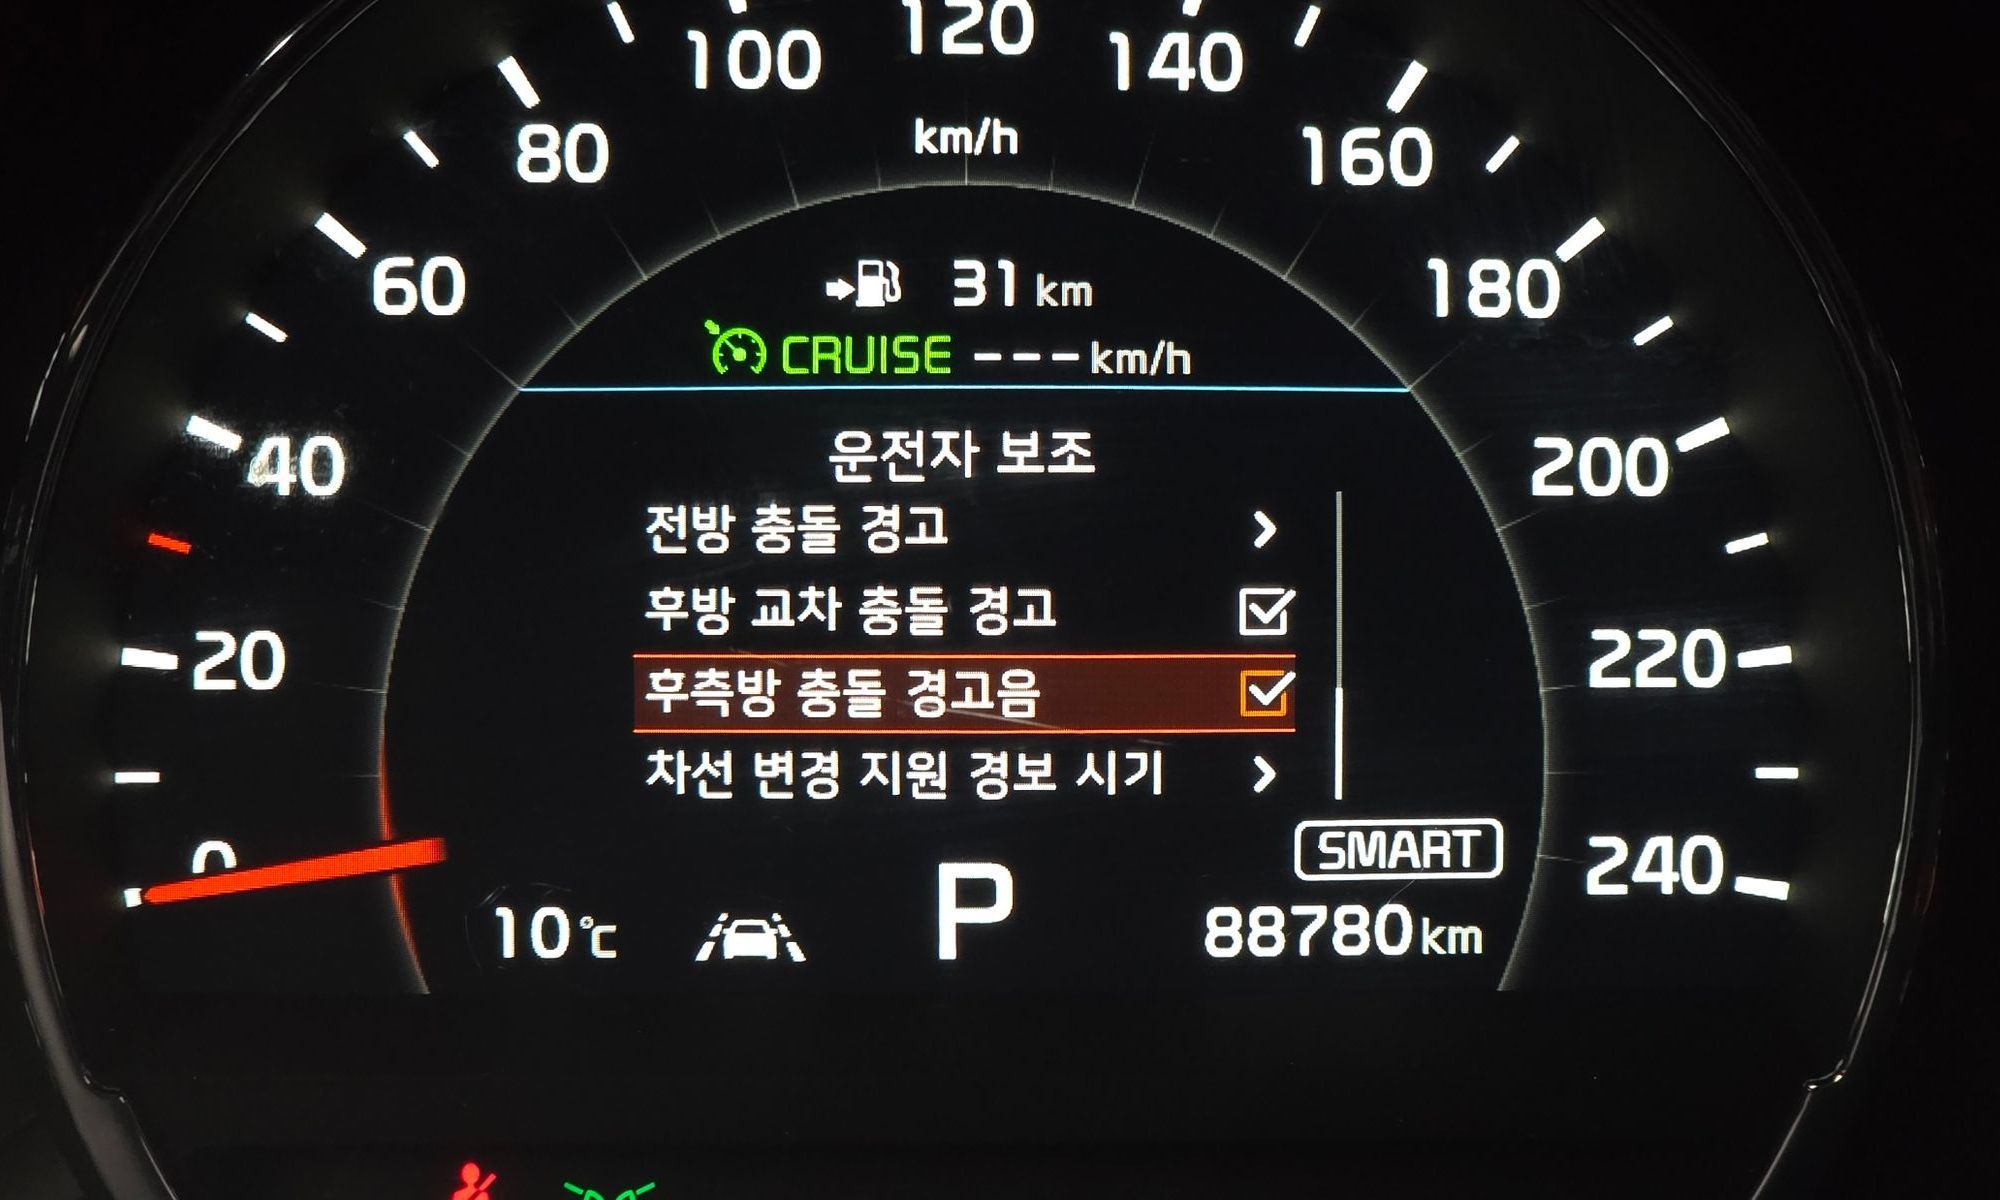 100
120
140
80
km/h
160
60
31 km
180
CRUISE ---km/h
40
운전자 보조
200
전방 충돌 경고
후방 교차 충돌 경고
20
220
후측방 충돌 경고음
차선 변경 지원 경보 시기
0
SMART
240
10℃
P
88780km